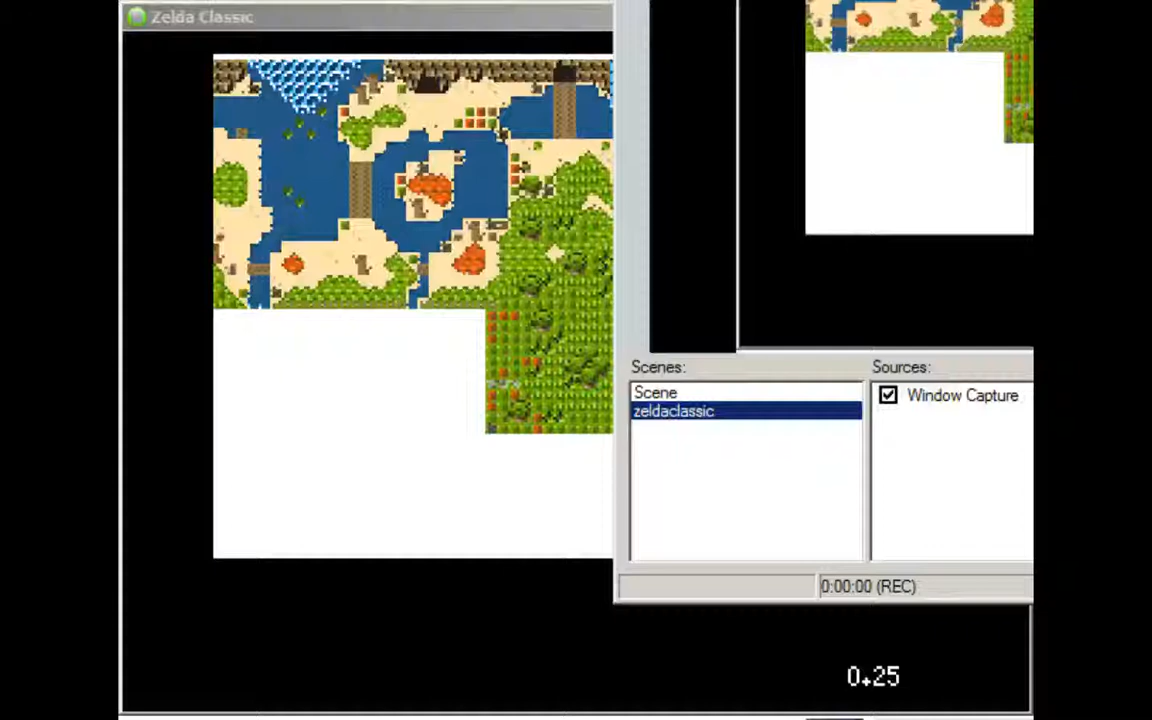 Zelda Classic
Scenes:
Sources:
Scene
zeldaclassic
Window Capture
0:00:00 (REC)
0.25